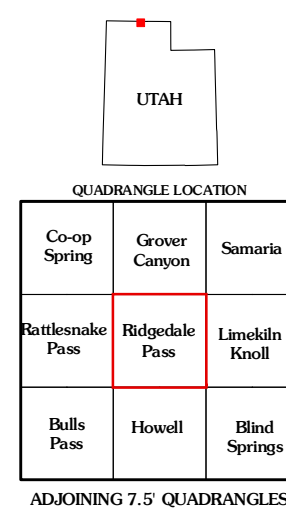 UTAH
QUADRANGLE LOCATION
Co-op
Spring
Grover
Canyon
Samaria
Rattlesnake
Pass
Ridgedale
Pass
Limekiln
Knoll
Bulls
Pass
Howell
Blind
Springs
ADJOINING 7.5' QUADRANGLES